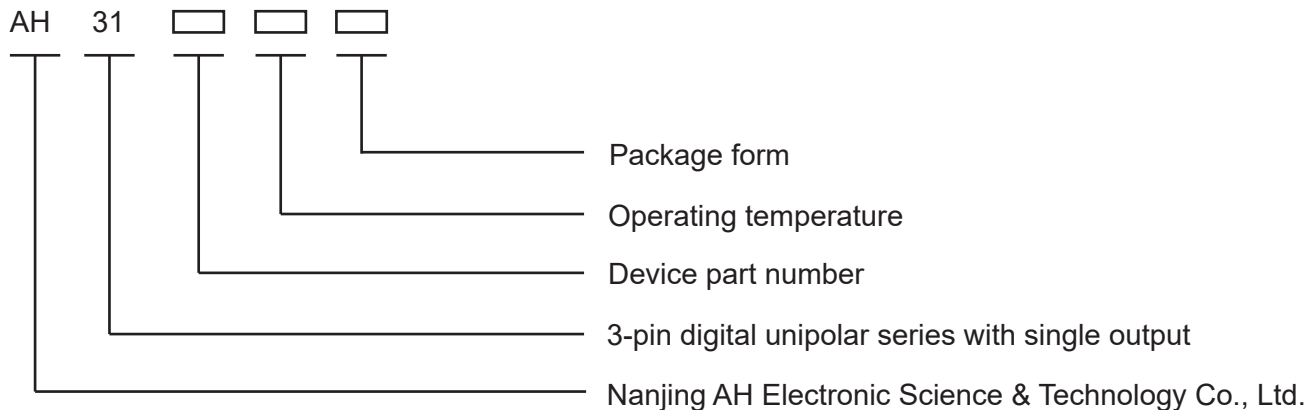 AH 31
Package form
Operating temperature
Device part number
3-pin digital unipolar series with single output
Nanjing AH Electronic Science & Technology Co., Ltd.